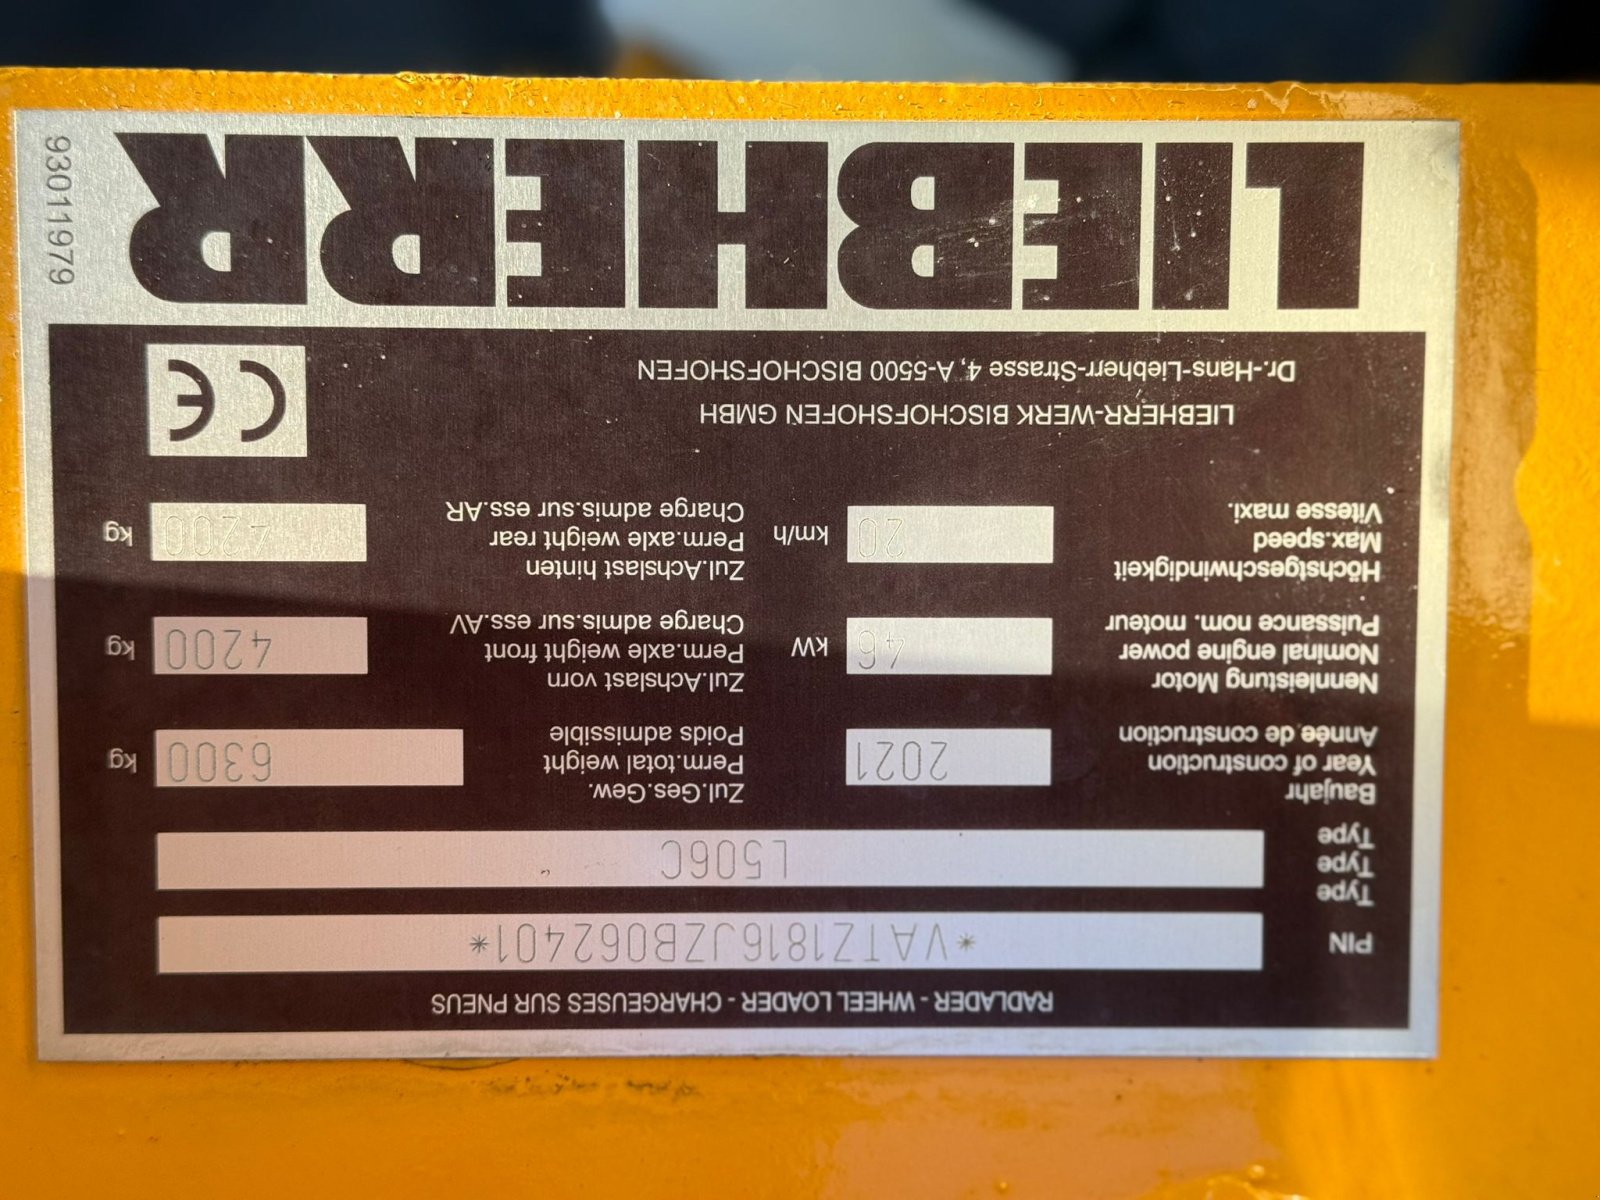 RADLADER - WHEEL LOADER - CHARGEUSES SUR PNEUS
PIN *VATZ1816JZB062401*
Type
Type L506C
Type
Baujahr
Year of construction 2021
Année de construction
Zul.Ges.Gew.
Perm.total weight 6300 kg
Poids admissible
Nennleistung Motor
Nominal engine power 46 kW
Puissance nom. moteur
Zul.Achslast vorn
Perm.axle weight front 4200 kg
Charge admis.sur ess.AV
Höchstgeschwindigkeit
Max.speed 20 km/h
Vitesse maxi.
Zul.Achslast hinten
Perm.axle weight rear 4200 kg
Charge admis.sur ess.AR
LIEBHERR-WERK BISCHOFSHOFEN GMBH
Dr.-Hans-Liebherr-Strasse 4, A-5500 BISCHOFSHOFEN
CE
LIEBHERR
93011979